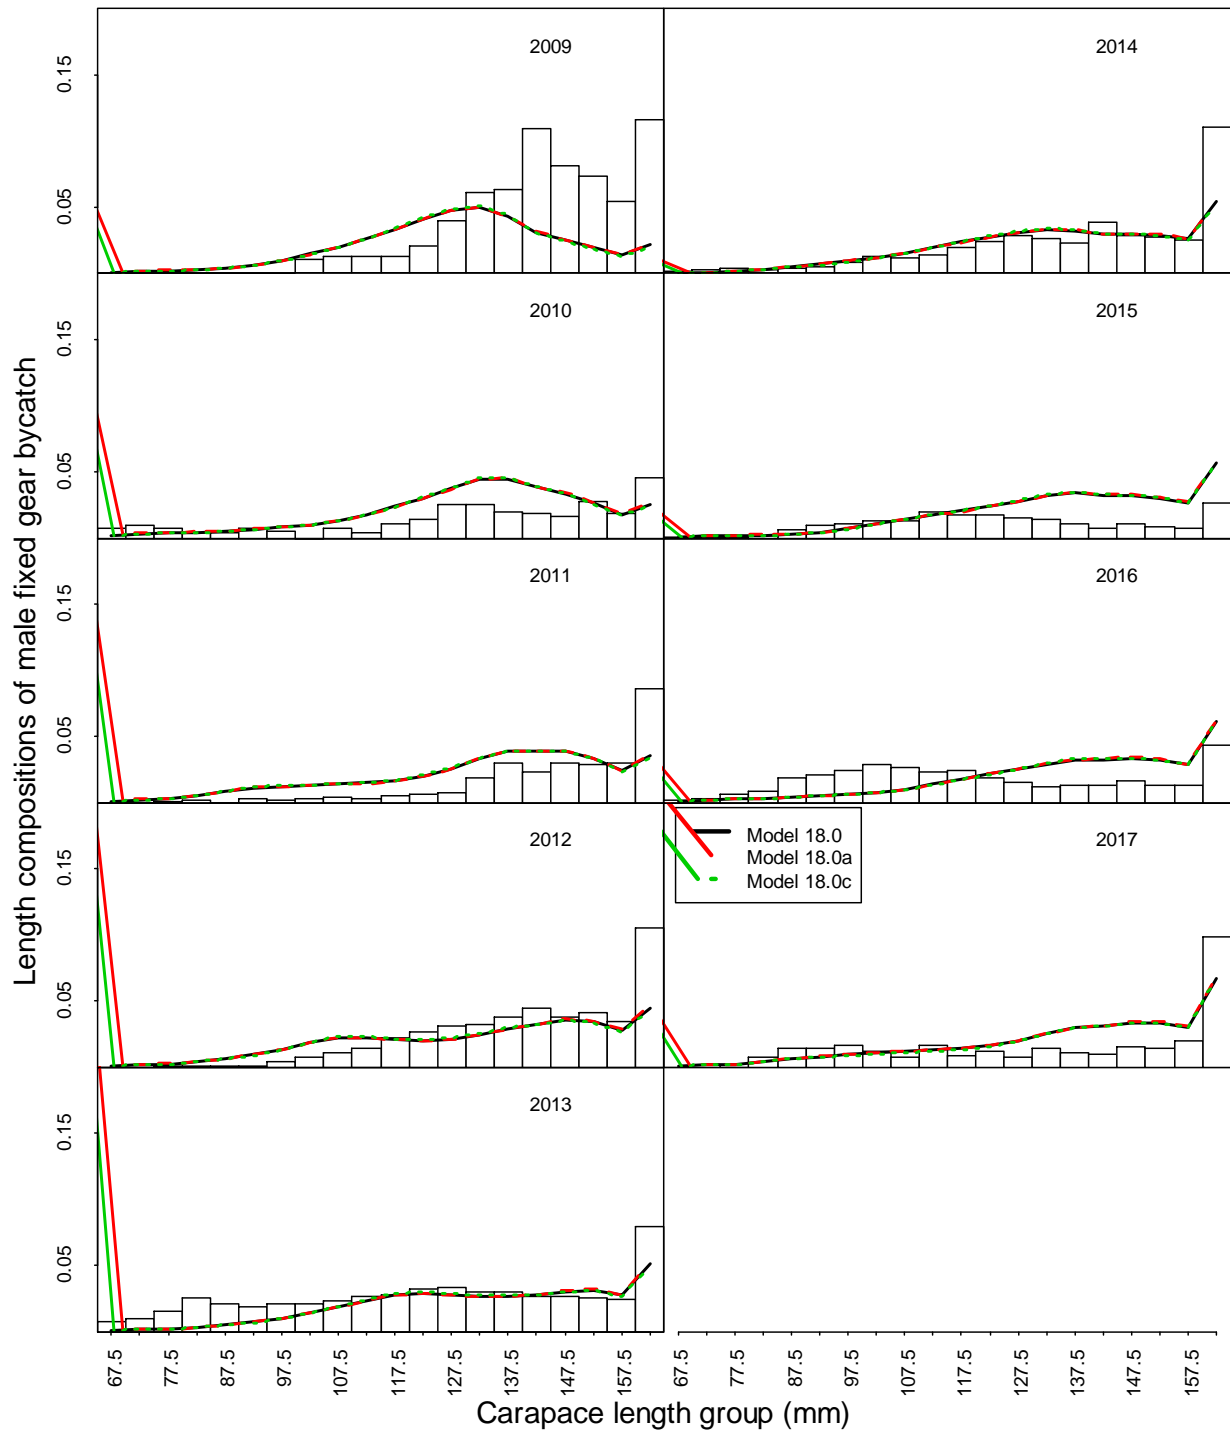 2009
2014
0.15
0.05
2010
2015
0.15
0.05
2011
2016
0.15
0.05
2012
2017
0.15
0.05
Model 18.0
Model 18.0a
Model 18.0c
2013
0.15
0.05
Length compositions of male fixed gear bycatch
67.5 77.5 87.5 97.5 107.5 117.5 127.5 137.5 147.5 157.5
67.5 77.5 87.5 97.5 107.5 117.5 127.5 137.5 147.5 157.5
Carapace length group (mm)